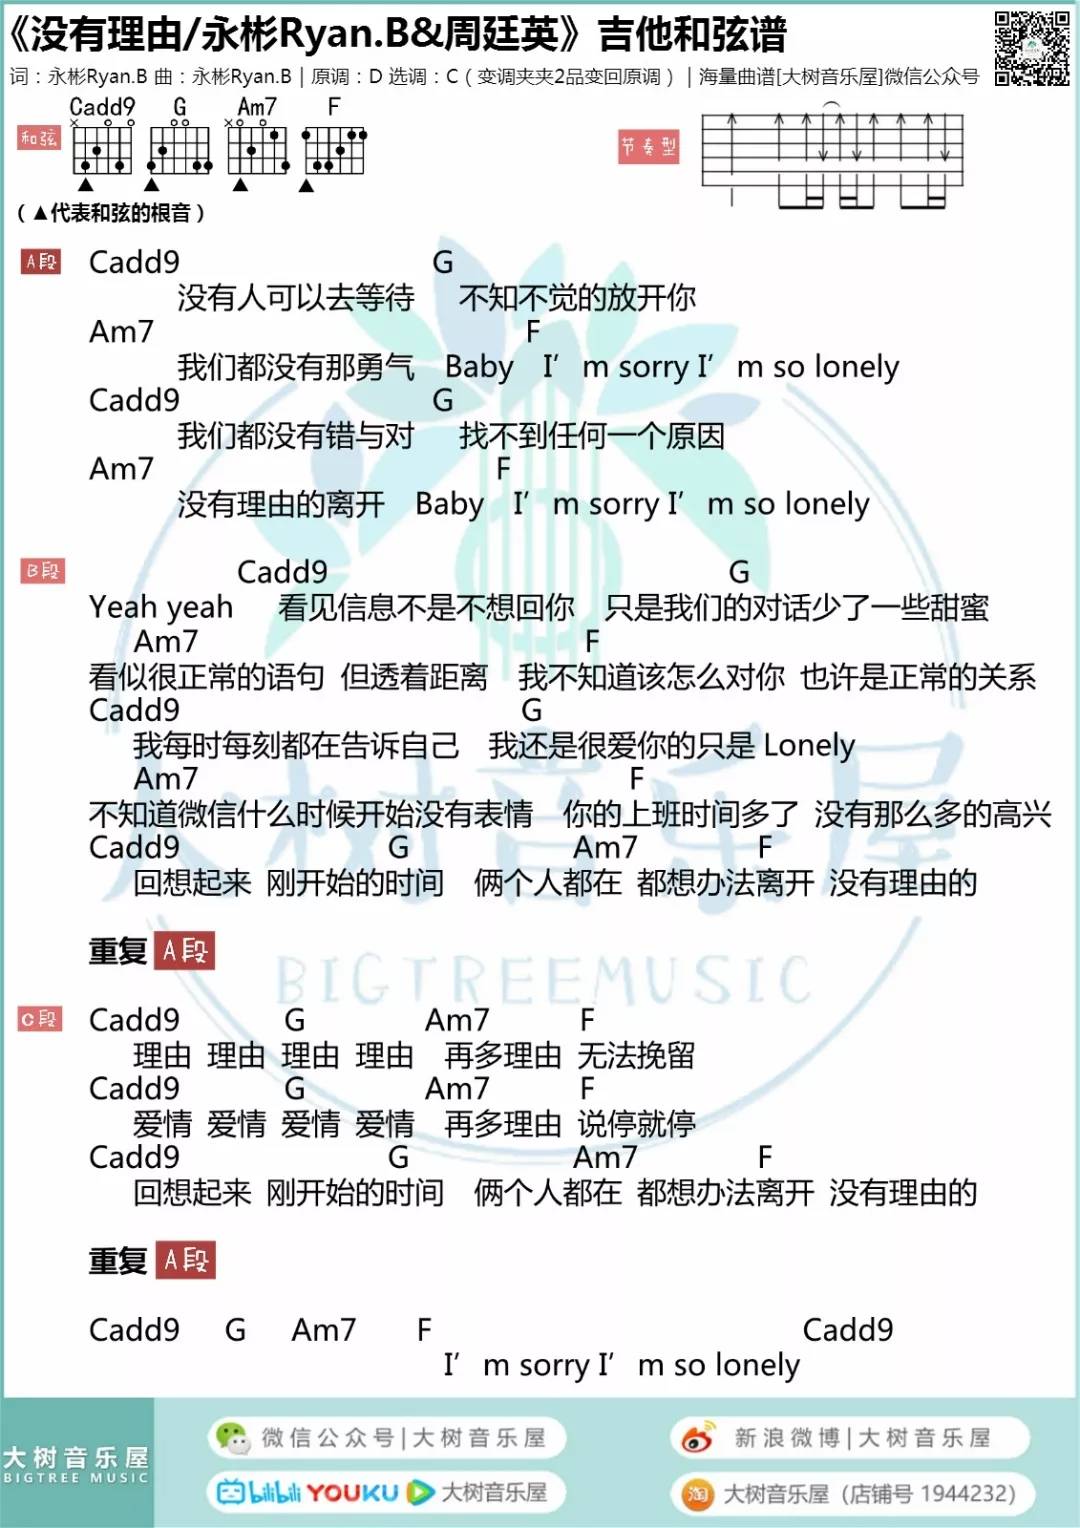 《没有理由/永彬Ryan.B&周廷英》吉他和弦谱
词：永彬Ryan.B 曲：永彬Ryan.B｜原调：D 选调：C（变调夹夹2品变回原调）｜海量曲谱[大树音乐屋]微信公众号
和弦 Cadd9 G Am7 F 节奏型
（▲代表和弦的根音）
A段 Cadd9 G
没有人可以去等待 不知不觉的放开你
Am7 F
我们都没有那勇气 Baby I’m sorry I’m so lonely
Cadd9 G
我们都没有错与对 找不到任何一个原因
Am7 F
没有理由的离开 Baby I’m sorry I’m so lonely
B段 Cadd9 G
Yeah yeah 看见信息不是不想回你 只是我们的对话少了一些甜蜜
Am7 F
看似很正常的语句 但透着距离 我不知道该怎么对你 也许是正常的关系
Cadd9 G
我每时每刻都在告诉自己 我还是很爱你的只是 Lonely
Am7 F
不知道微信什么时候开始没有表情 你的上班时间多了 没有那么多的高兴
Cadd9 G Am7 F
回想起来 刚开始的时间 俩个人都在 都想办法离开 没有理由的
重复 A段
大树音乐屋
BIGTREEMUSIC
C段 Cadd9 G Am7 F
理由 理由 理由 理由 再多理由 无法挽留
Cadd9 G Am7 F
爱情 爱情 爱情 爱情 再多理由 说停就停
Cadd9 G Am7 F
回想起来 刚开始的时间 俩个人都在 都想办法离开 没有理由的
重复 A段
Cadd9 G Am7 F Cadd9
I’m sorry I’m so lonely
大树音乐屋
BIGTREE MUSIC
微信公众号|大树音乐屋
新浪微博|大树音乐屋
bilibili YOUKU 大树音乐屋
淘 大树音乐屋（店铺号 1944232）